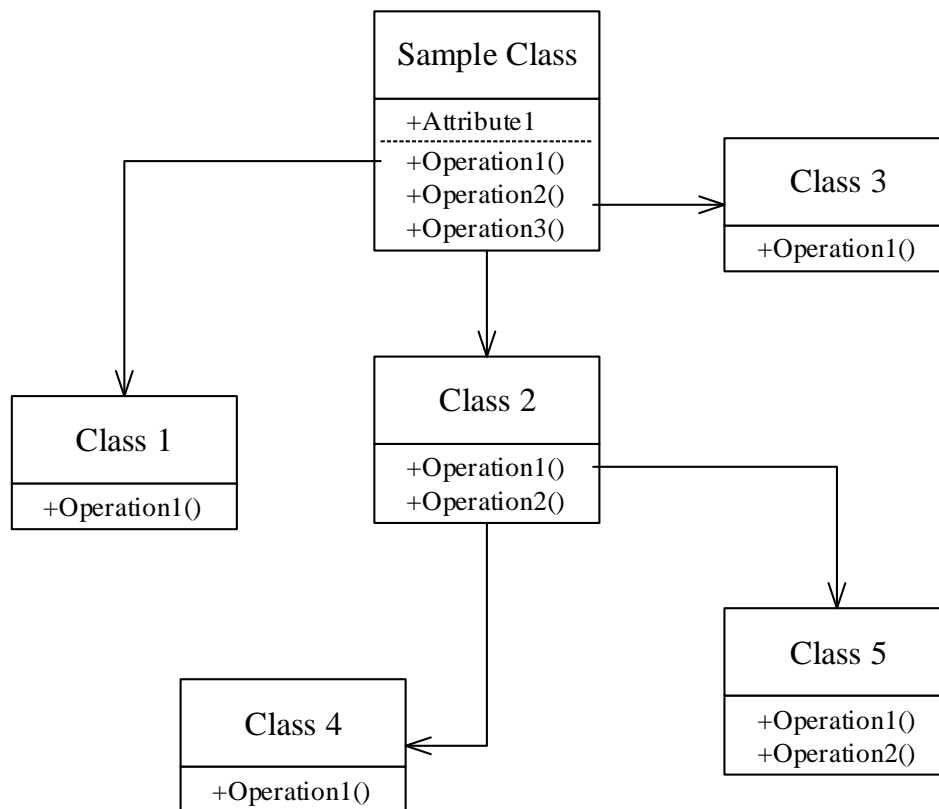 Sample Class
+Attribute1
+Operation1()
+Operation2()
+Operation3()
Class 3
+Operation1()
Class 2
+Operation1()
+Operation2()
Class 1
+Operation1()
Class 5
+Operation1()
+Operation2()
Class 4
+Operation1()